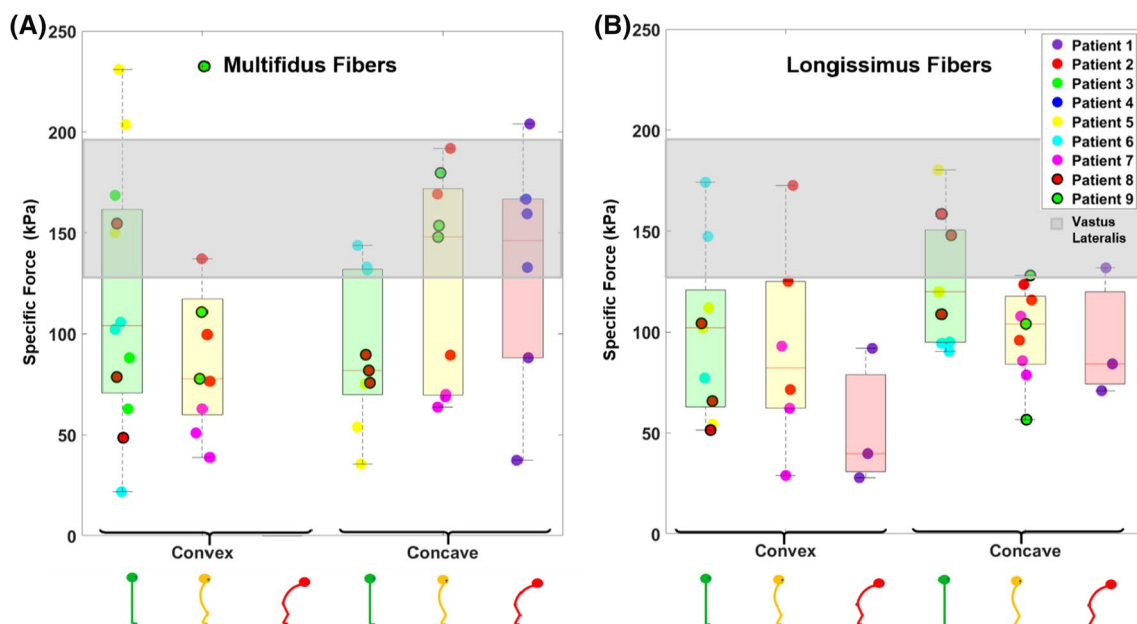 (A)
Multifidus Fibers
Specific Force (kPa)
250
200
150
100
50
0
Convex
Concave
(B)
Longissimus Fibers
Specific Force (kPa)
250
200
150
100
50
0
Convex
Concave
Patient 1
Patient 2
Patient 3
Patient 4
Patient 5
Patient 6
Patient 7
Patient 8
Patient 9
Vastus
Lateralis